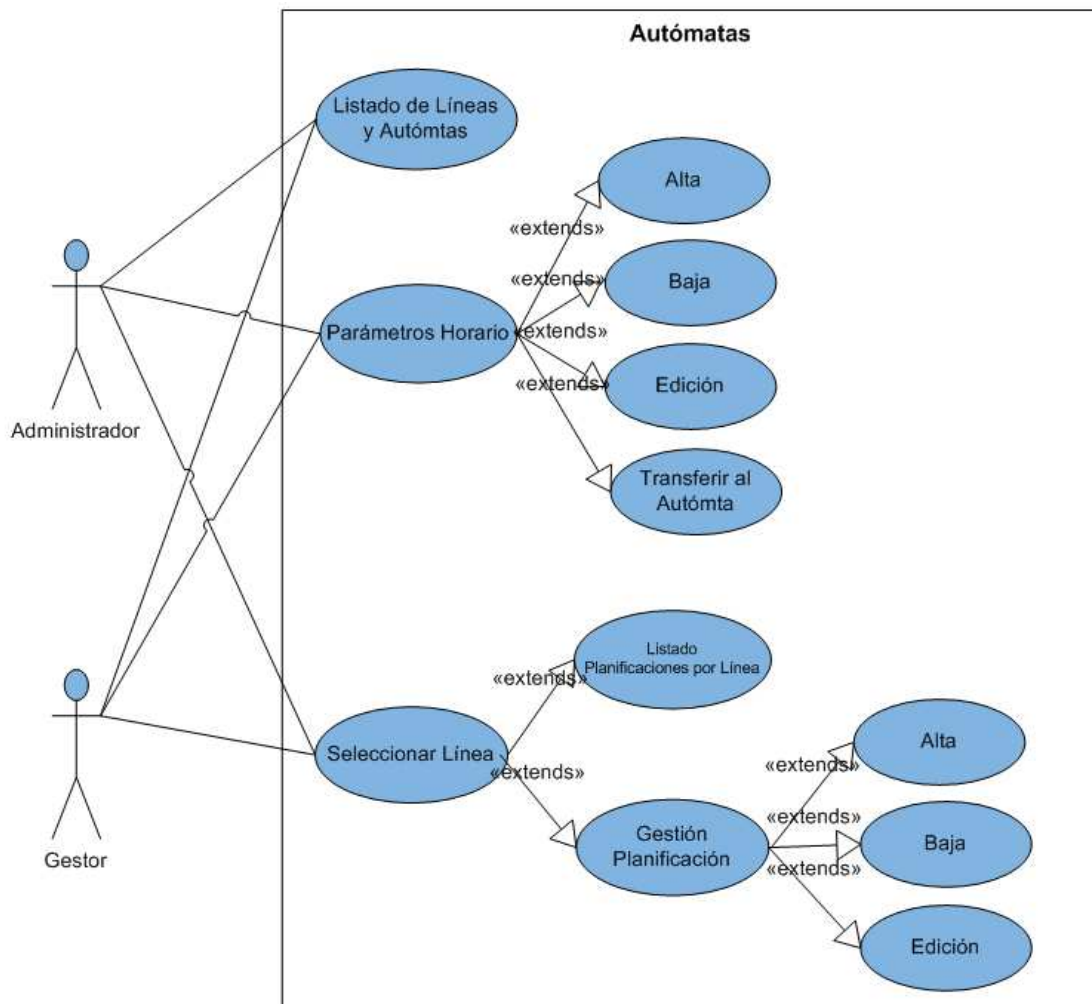 Autómatas
Listado de Líneas
y Autómtas
Alta
«extends»
«extends»
Baja
Parámetros Horario
«extends»
«extends»
Edición
Administrador
Transferir al
Autómta
Listado
Planificaciones por Línea
«extends»
Seleccionar Línea
«extends»
Alta
«extends»
Gestión
Planificación
«extends»
Baja
«extends»
Gestor
Edición